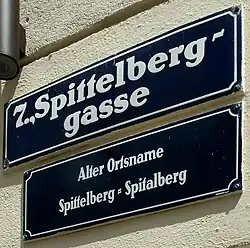 7., Spittelberg-
gasse
Alter Ortsname
Spittelberg = Spitalberg